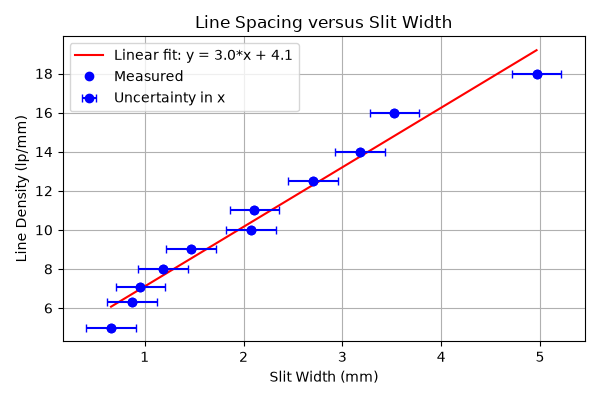 Line Spacing versus Slit Width
Linear fit: y = 3.0*x + 4.1
Measured
Uncertainty in x
Line Density (lp/mm)
18
16
14
12
10
8
6
1 2 3 4 5
Slit Width (mm)